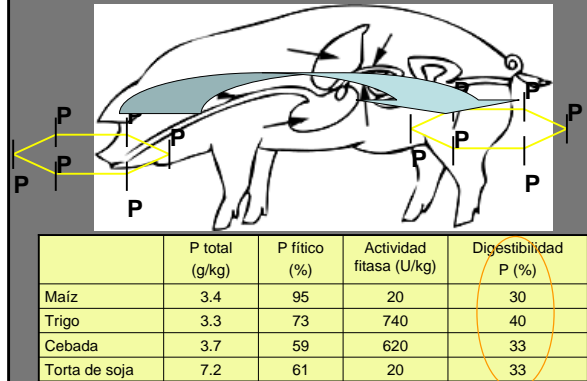 P
P
P
P
P
P
P
P
P
P
P
P
P total (g/kg) P fítico (%) Actividad fitasa (U/kg) Digestibilidad P (%)
Maíz 3.4 95 20 30
Trigo 3.3 73 740 40
Cebada 3.7 59 620 33
Torta de soja 7.2 61 20 33